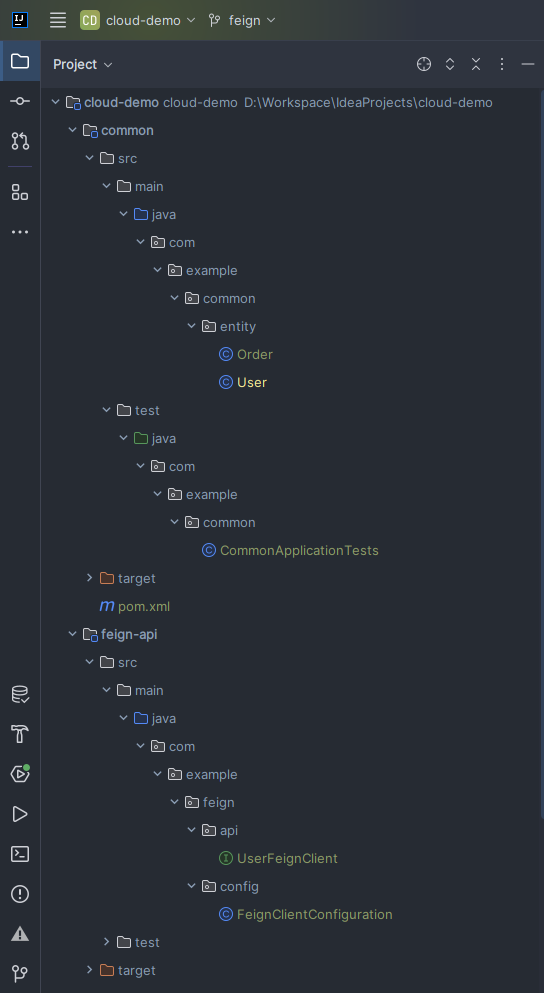 IJ CD cloud-demo feign
Project
cloud-demo cloud-demo D:\Workspace\IdeaProjects\cloud-demo
common
src
main
java
com
example
common
entity
C Order
C User
test
java
com
example
common
C CommonApplicationTests
target
m pom.xml
feign-api
src
main
java
com
example
feign
api
I UserFeignClient
config
C FeignClientConfiguration
test
target